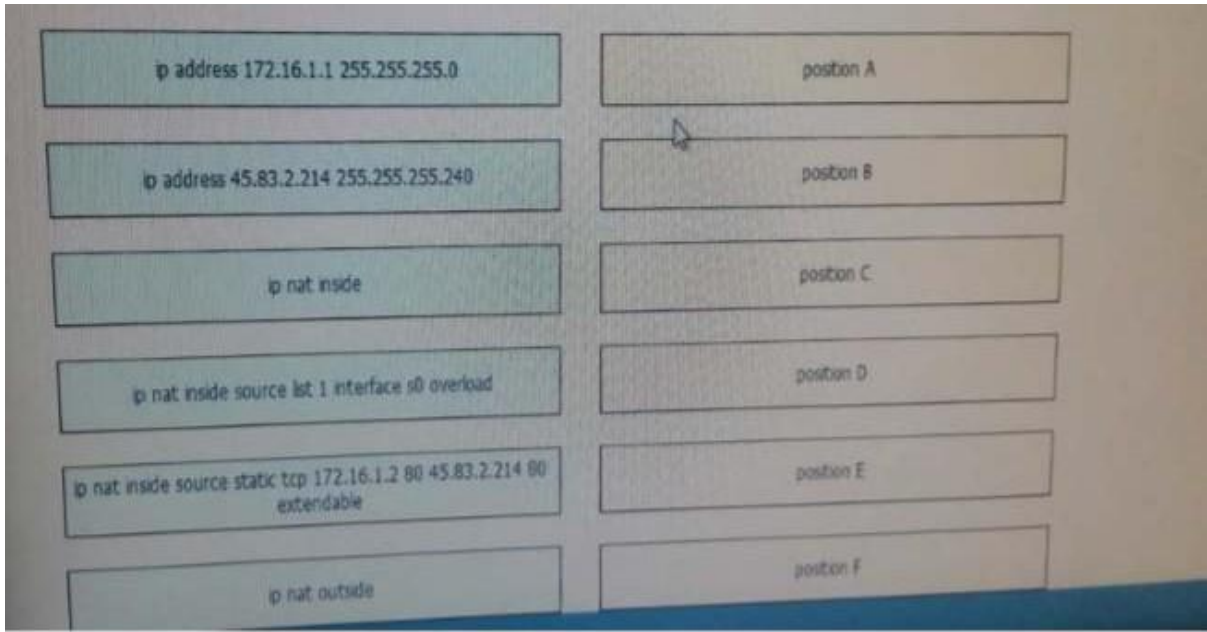 ip address 172.16.1.1 255.255.255.0
position A
ip address 45.83.2.214 255.255.255.240
position B
ip nat inside
position C
ip nat inside source list 1 interface s0 overload
position D
ip nat inside source static tcp 172.16.1.2 80 45.83.2.214 80
extendable
position E
ip nat outside
position F